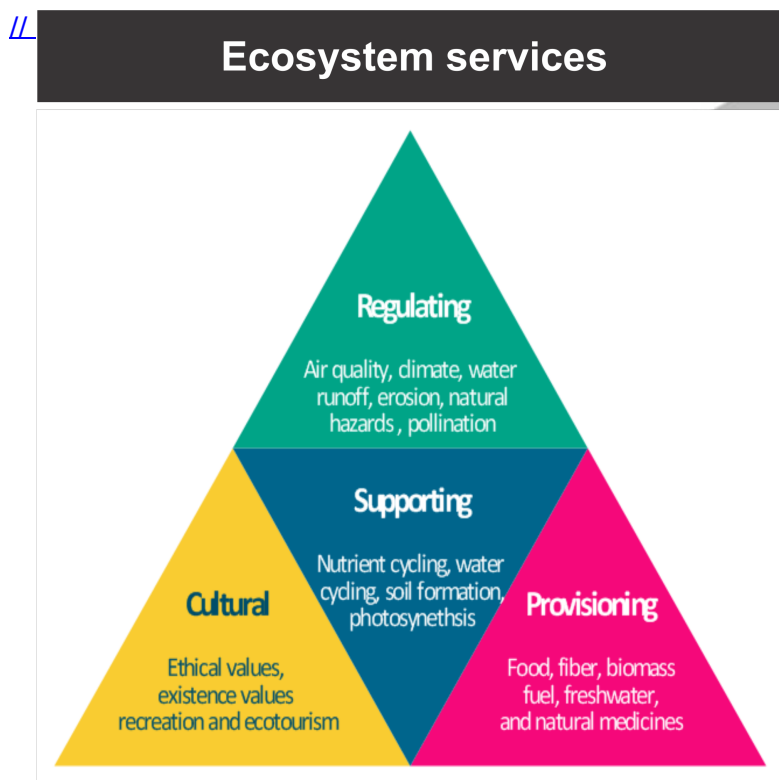 //
Ecosystem services
Regulating
Air quality, climate, water
runoff, erosion, natural
hazards , pollination
Supporting
Nutrient cycling, water
cycling, soil formation,
photosynethsis
Cultural
Ethical values,
existence values
recreation and ecotourism
Provisioning
Food, fiber, biomass
fuel, freshwater,
and natural medicines